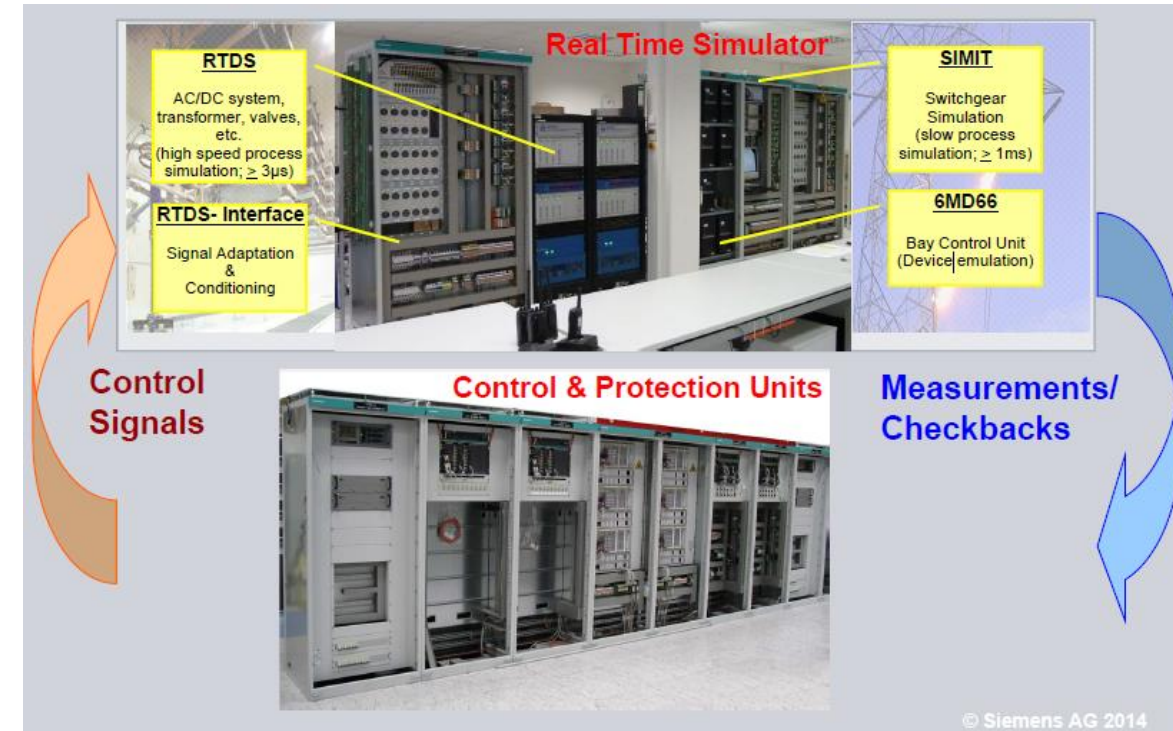 Real Time Simulator
RTDS
AC/DC system,
transformer, valves,
etc.
(high speed process
simulation; ≥ 3µs)
RTDS- Interface
Signal Adaptation
&
Conditioning
SIMIT
Switchgear
Simulation
(slow process
simulation; ≥ 1ms)
6MD66
Bay Control Unit
(Device emulation)
Control
Signals
Control & Protection Units
Measurements/
Checkbacks
© Siemens AG 2014